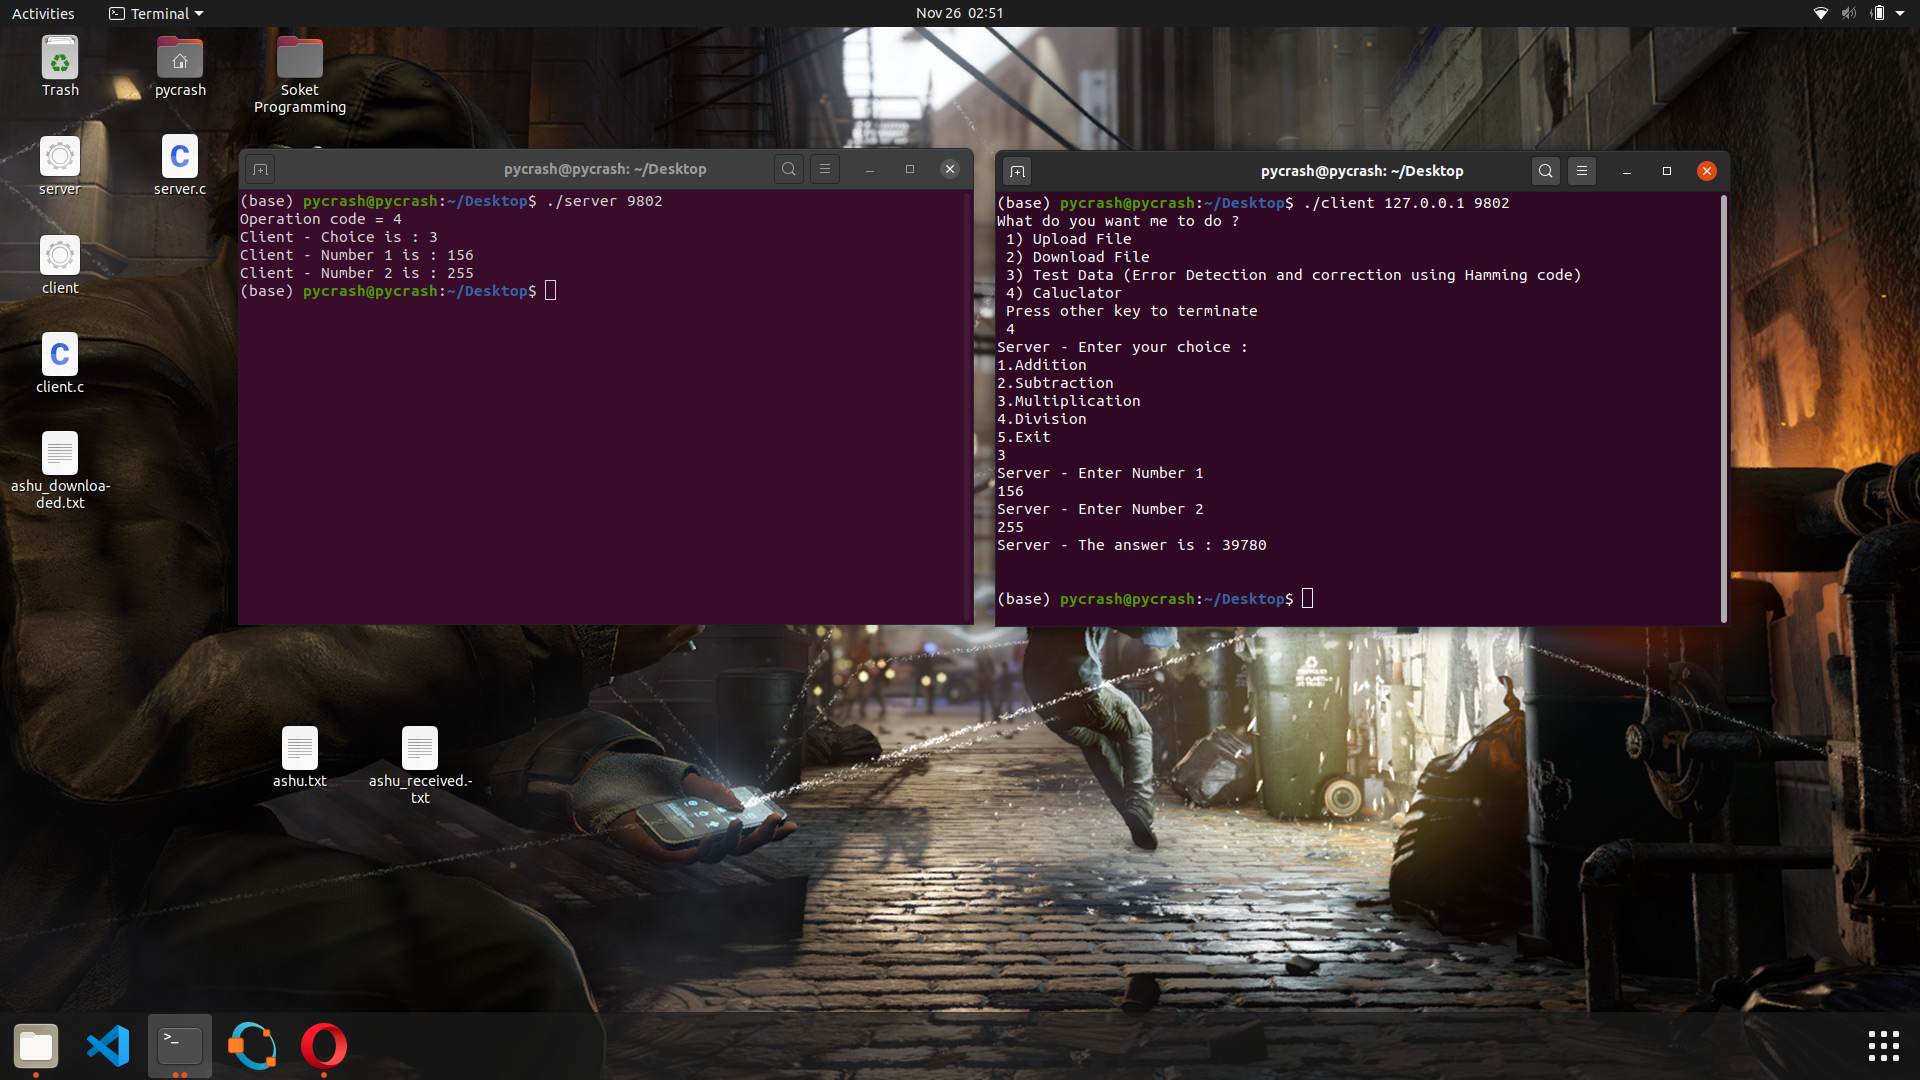 Activities
Terminal
Nov 26 02:51
Trash
pycrash
Soket
Programming
server
server.c
client
client.c
ashu_downloa-
ded.txt
ashu.txt
ashu_received.-
txt
pycrash@pycrash: ~/Desktop
(base) pycrash@pycrash:~/Desktop$ ./server 9802
Operation code = 4
Client - Choice is : 3
Client - Number 1 is : 156
Client - Number 2 is : 255
(base) pycrash@pycrash:~/Desktop$
pycrash@pycrash: ~/Desktop
(base) pycrash@pycrash:~/Desktop$ ./client 127.0.0.1 9802
What do you want me to do ?
1) Upload File
2) Download File
3) Test Data (Error Detection and correction using Hamming code)
4) Caluclator
Press other key to terminate
4
Server - Enter your choice :
1.Addition
2.Subtraction
3.Multiplication
4.Division
5.Exit
3
Server - Enter Number 1
156
Server - Enter Number 2
255
Server - The answer is : 39780
(base) pycrash@pycrash:~/Desktop$